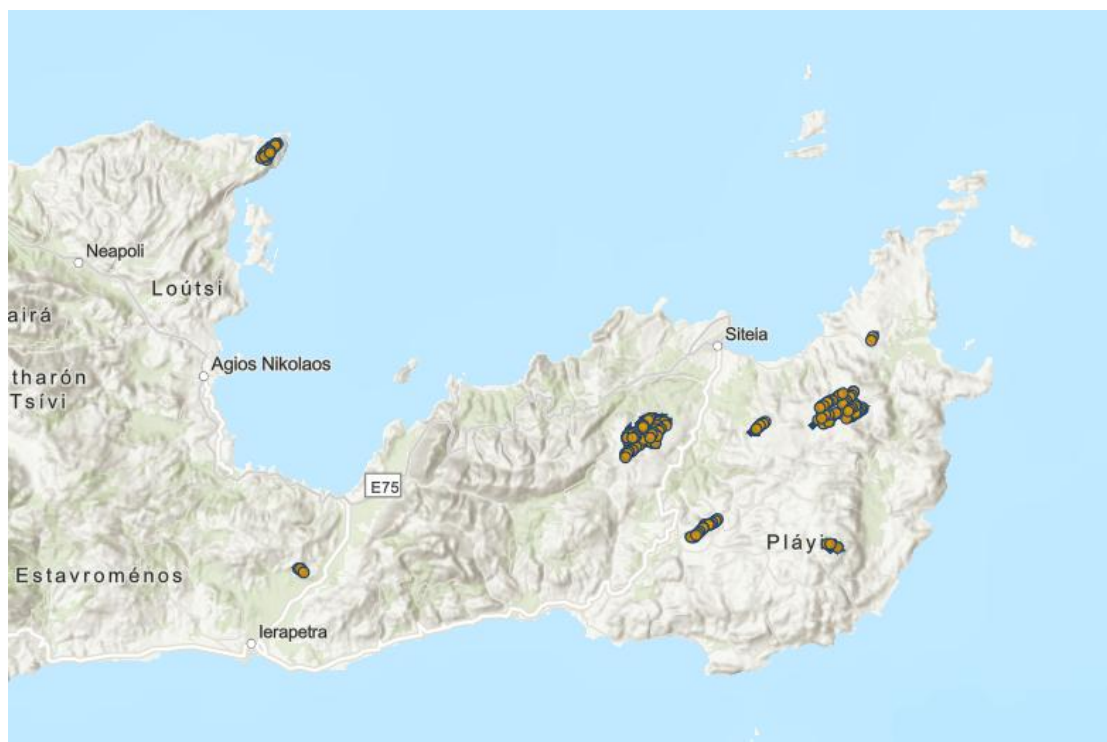 Neapoli
Loútsi
airá
Agios Nikolaos
tharón
Tsívi
Siteia
E75
Pláyi
Estavroménos
Ierapetra